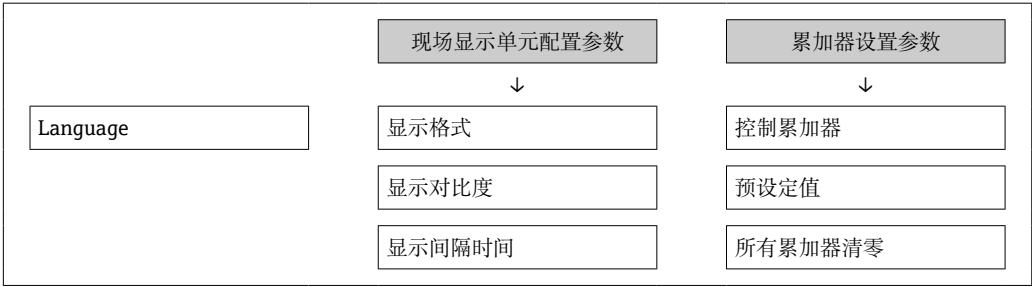 现场显示单元配置参数
累加器设置参数
↓
↓
Language
显示格式
控制累加器
显示对比度
预设定值
显示间隔时间
所有累加器清零